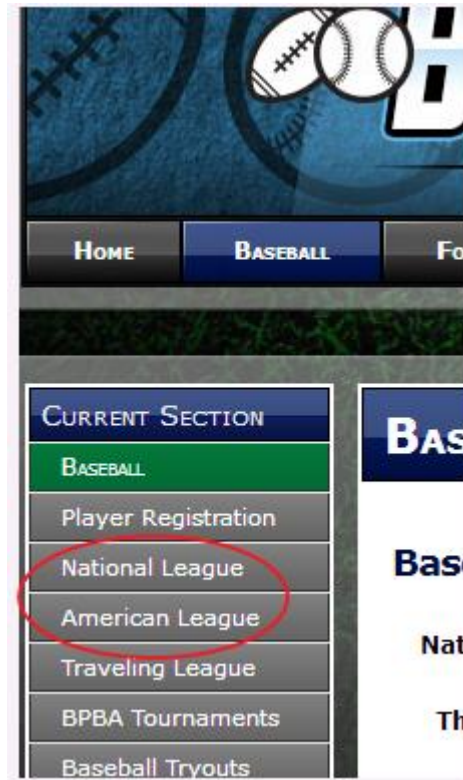 HOME
BASEBALL
CURRENT SECTION
BASEBALL
Player Registration
National League
American League
Traveling League
BPBA Tournaments
Baseball Tryouts